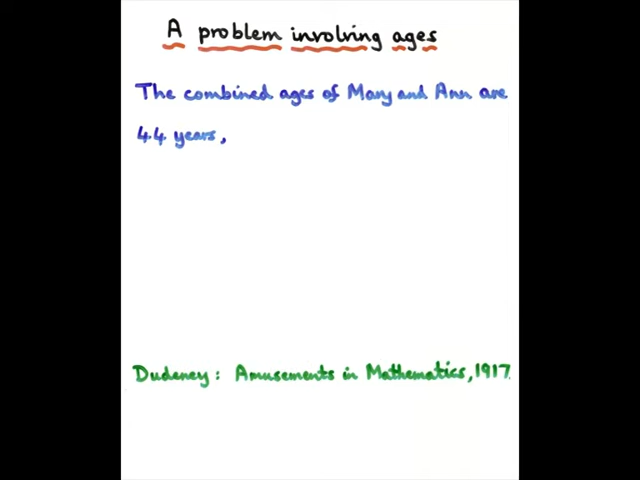 A problem involving ages
The combined ages of Mary and Ann are
44 years,
Dudeney: Amusements in Mathematics, 1917